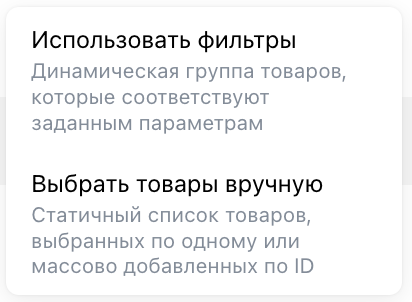 Использовать фильтры
Динамическая группа товаров,
которые соответствуют
заданным параметрам
Выбрать товары вручную
Статичный список товаров,
выбранных по одному или
массово добавленных по ID